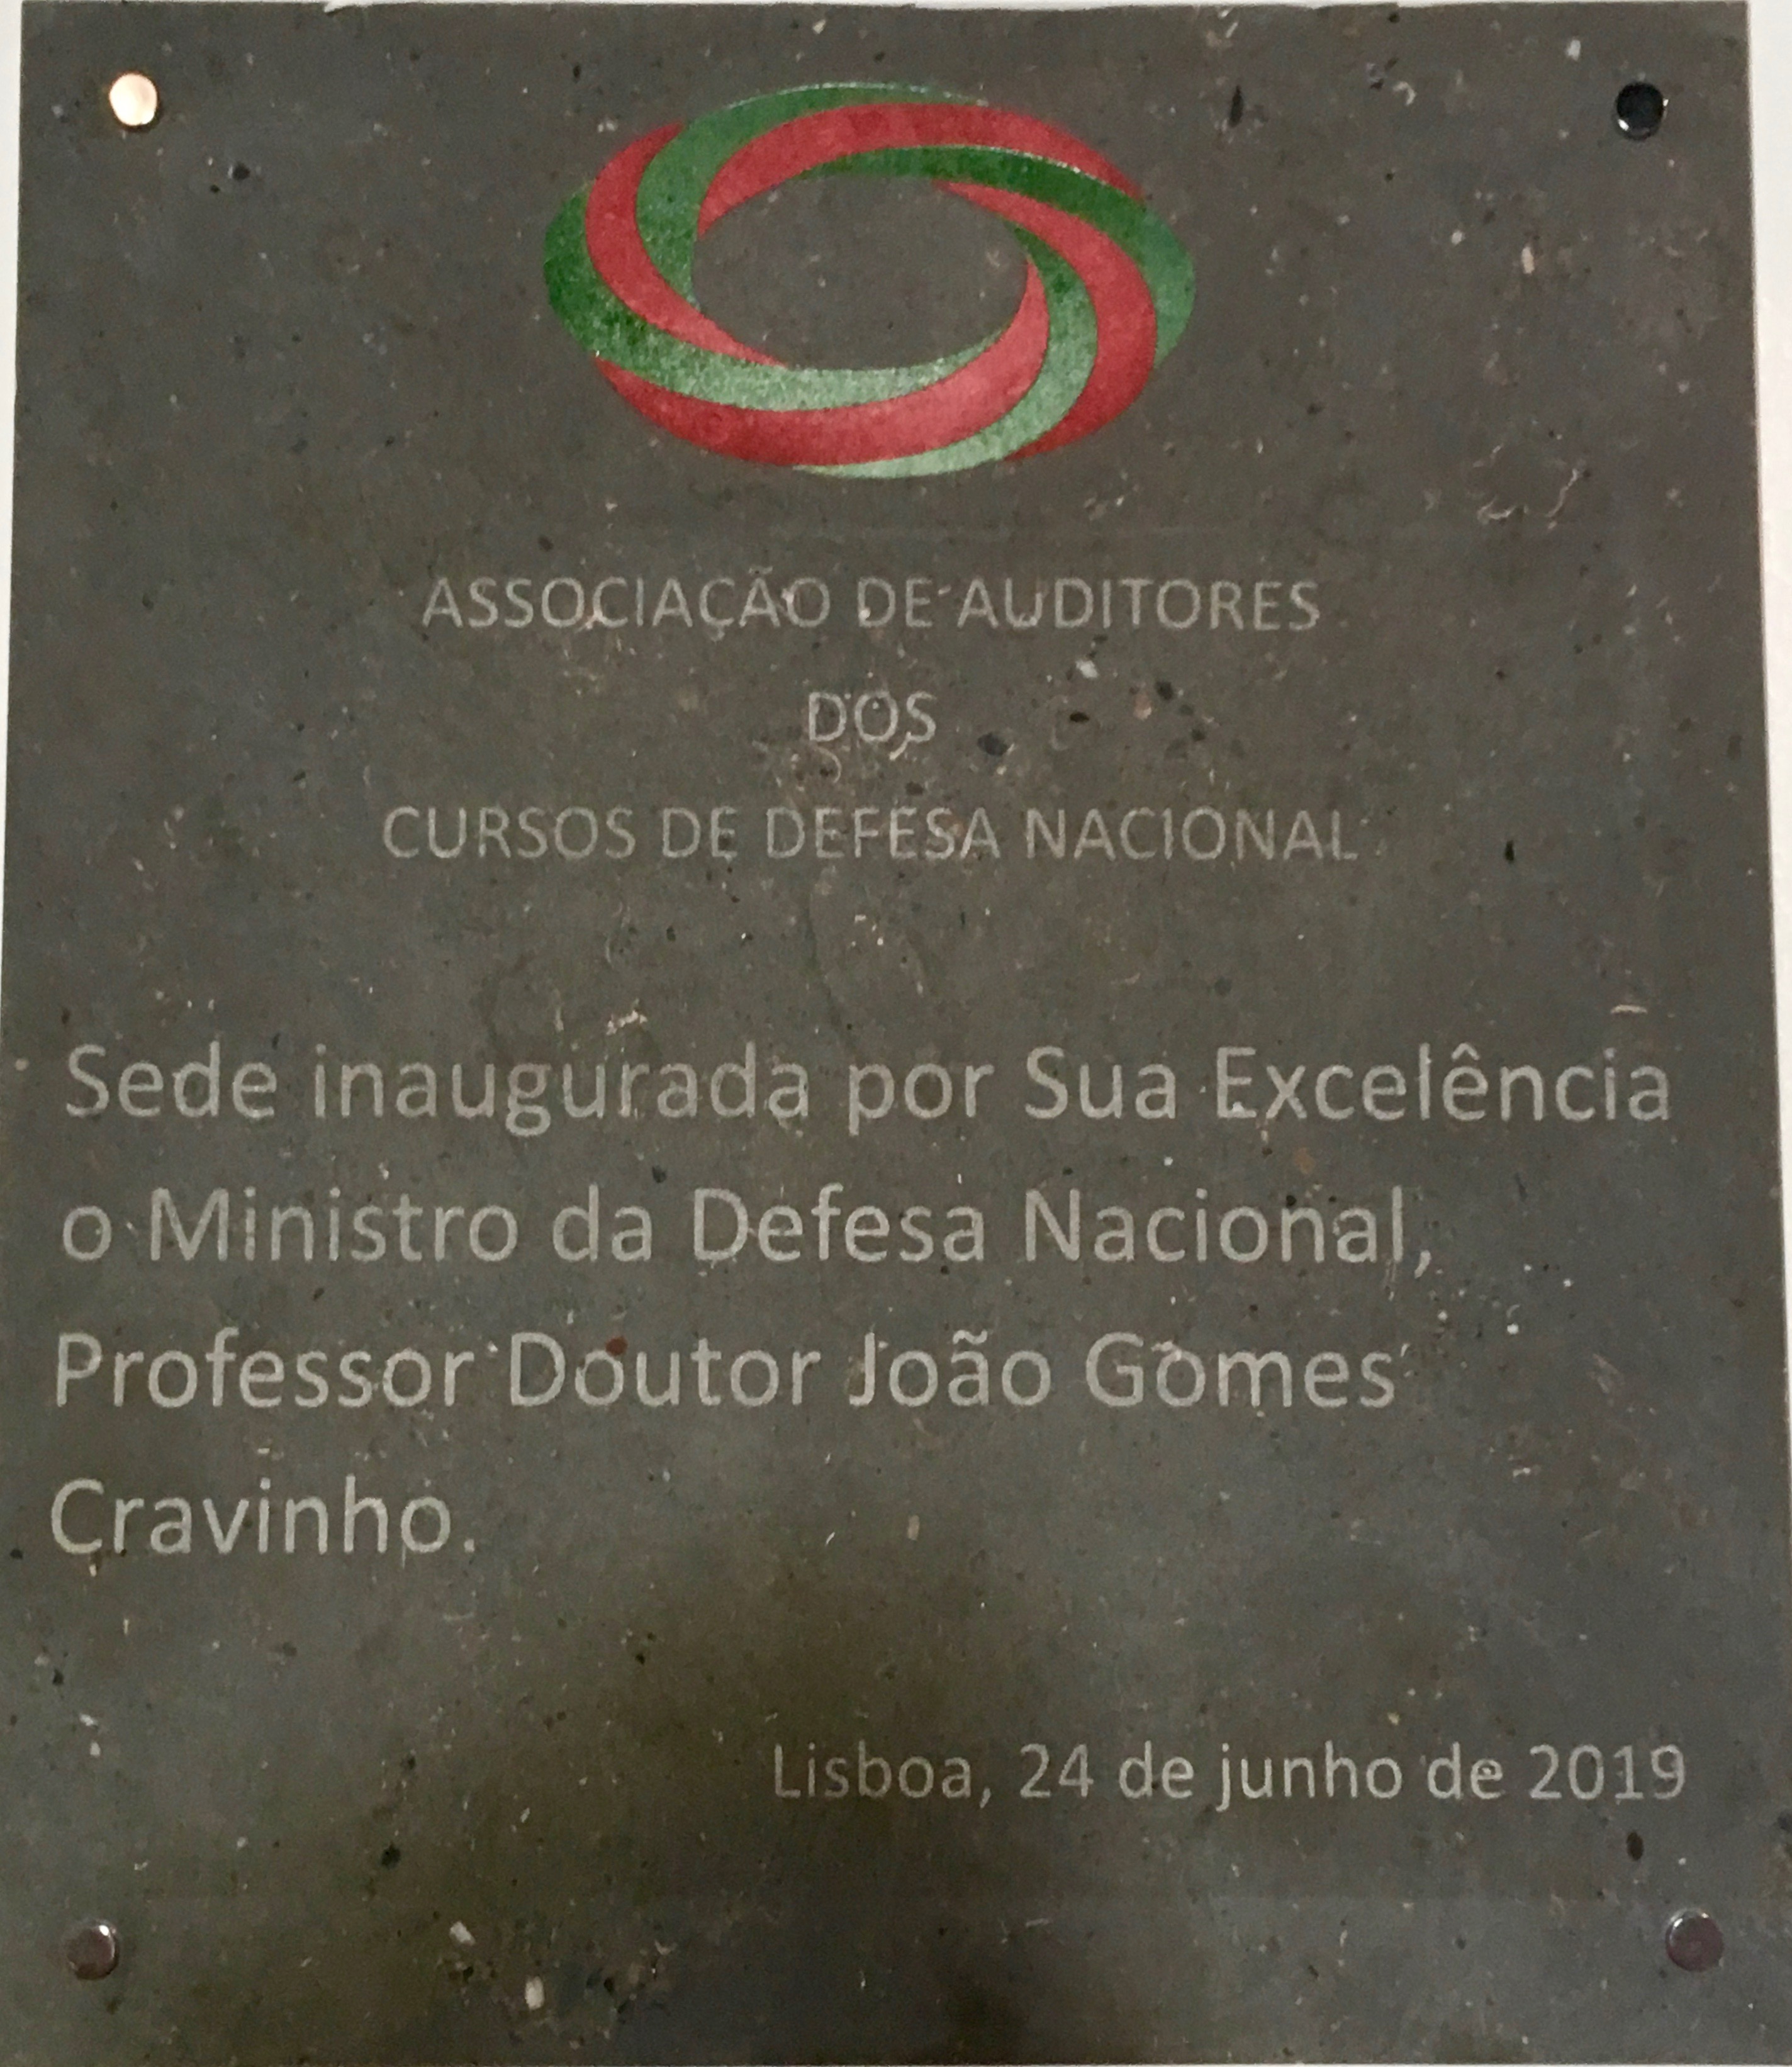 ASSOCIAÇÃO DE AUDITORES
DOS
CURSOS DE DEFESA NACIONAL
Sede inaugurada por Sua Excelência
o Ministro da Defesa Nacional,
Professor Doutor João Gomes
Cravinho.
Lisboa, 24 de junho de 2019